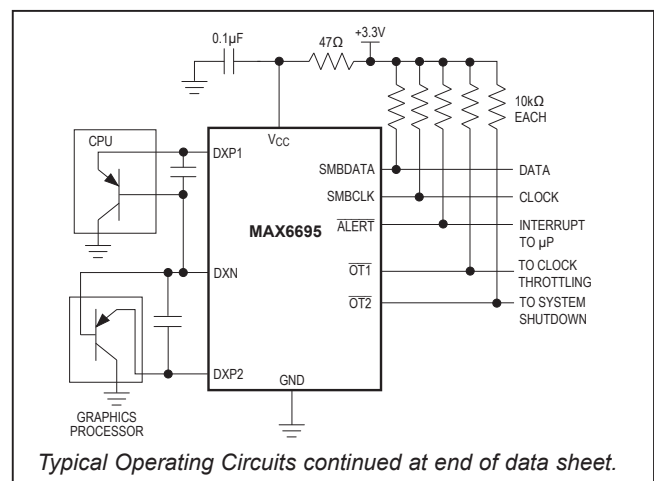 +3.3V
0.1µF
47Ω
10kΩ
EACH
CPU
VCC
DXP1
SMBDATA
DATA
SMBCLK
CLOCK
MAX6695
ALERT
INTERRUPT
TO µP
DXN
OT1
TO CLOCK
THROTTLING
OT2
TO SYSTEM
SHUTDOWN
DXP2
GND
GRAPHICS
PROCESSOR
Typical Operating Circuits continued at end of data sheet.